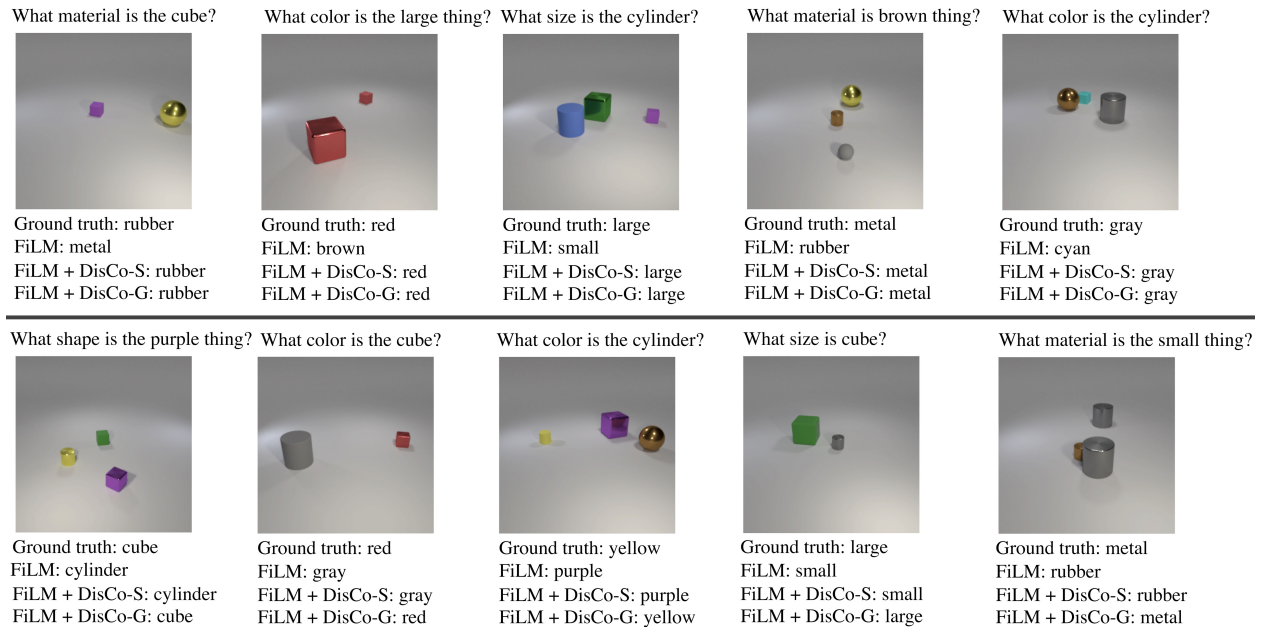 What material is the cube?
Ground truth: rubber
FiLM: metal
FiLM + DisCo-S: rubber
FiLM + DisCo-G: rubber
What color is the large thing?
Ground truth: red
FiLM: brown
FiLM + DisCo-S: red
FiLM + DisCo-G: red
What size is the cylinder?
Ground truth: large
FiLM: small
FiLM + DisCo-S: large
FiLM + DisCo-G: large
What material is brown thing?
Ground truth: metal
FiLM: rubber
FiLM + DisCo-S: metal
FiLM + DisCo-G: metal
What color is the cylinder?
Ground truth: gray
FiLM: cyan
FiLM + DisCo-S: gray
FiLM + DisCo-G: gray
What shape is the purple thing?
Ground truth: cube
FiLM: cylinder
FiLM + DisCo-S: cylinder
FiLM + DisCo-G: cube
What color is the cube?
Ground truth: red
FiLM: gray
FiLM + DisCo-S: gray
FiLM + DisCo-G: red
What color is the cylinder?
Ground truth: yellow
FiLM: purple
FiLM + DisCo-S: purple
FiLM + DisCo-G: yellow
What size is cube?
Ground truth: large
FiLM: small
FiLM + DisCo-S: small
FiLM + DisCo-G: large
What material is the small thing?
Ground truth: metal
FiLM: rubber
FiLM + DisCo-S: rubber
FiLM + DisCo-G: metal